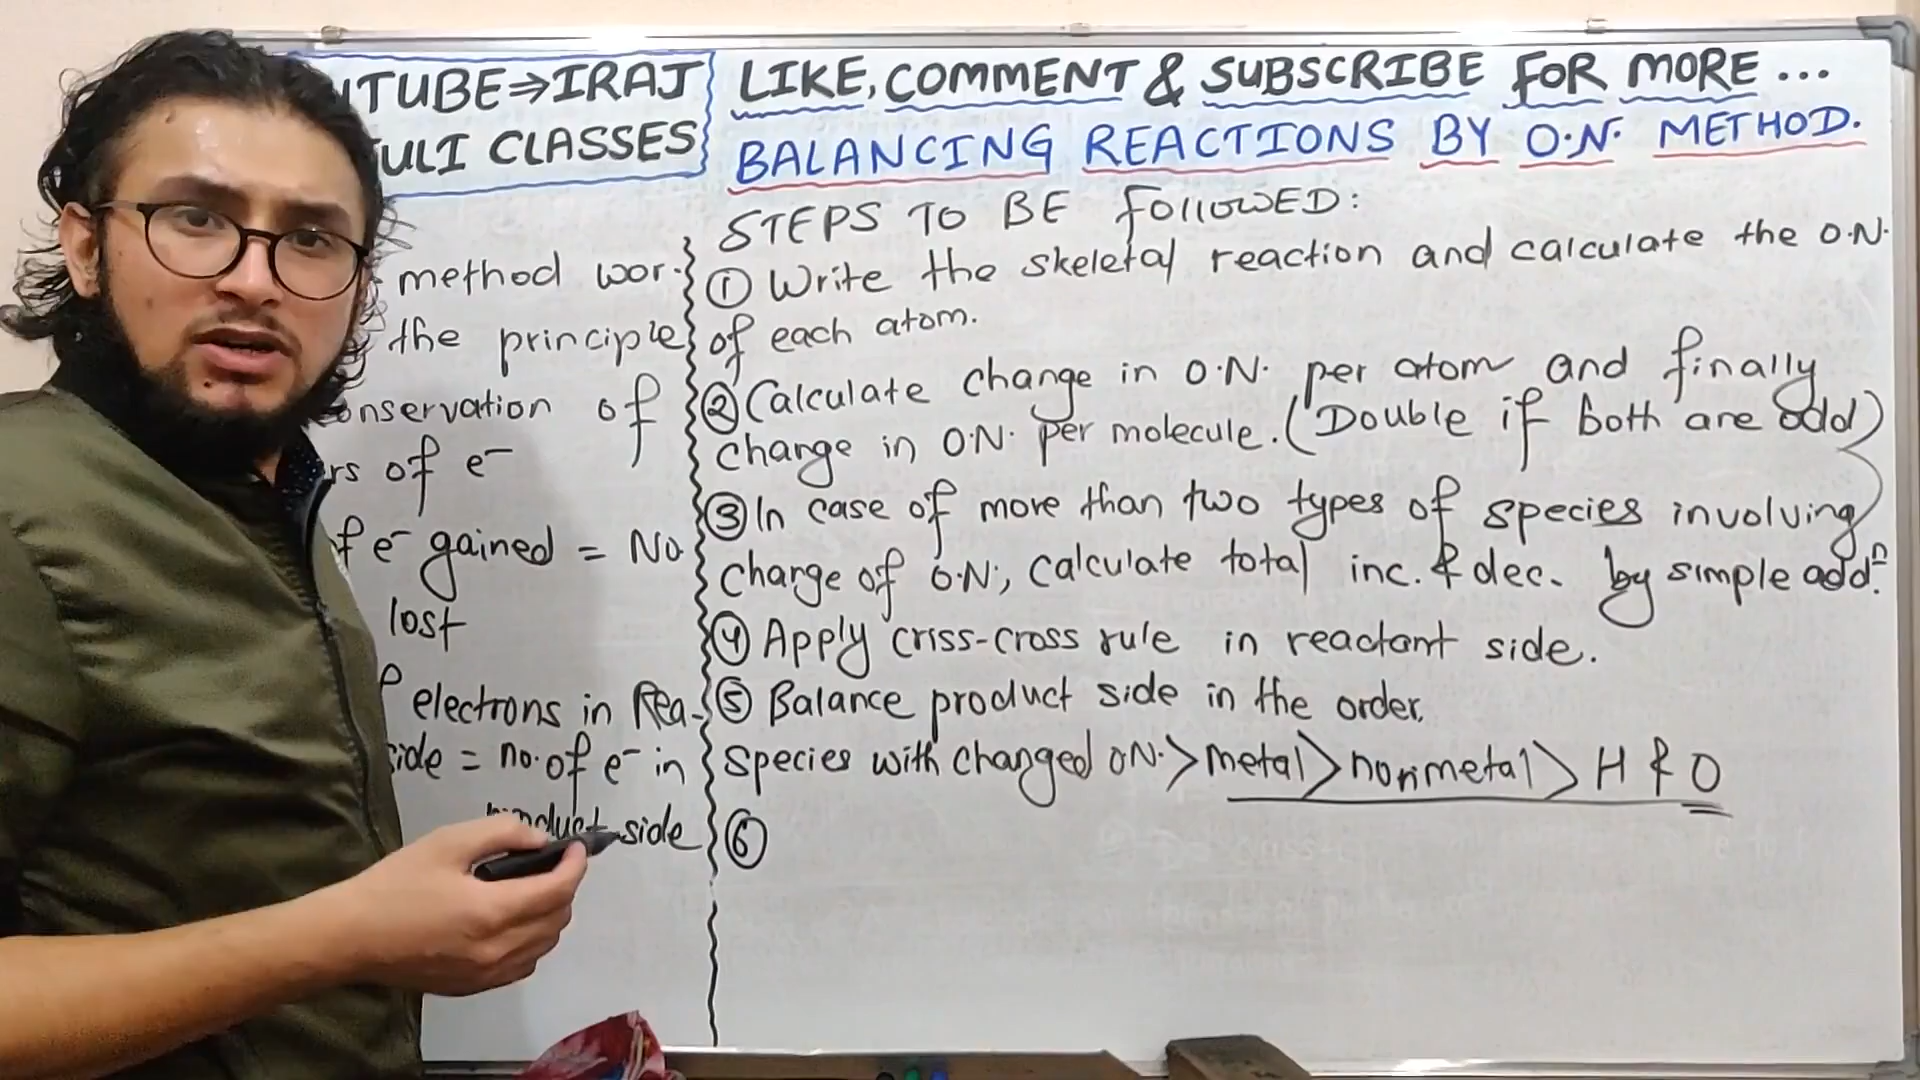 TUBE⇒IRAJ
ULI CLASSES
LIKE, COMMENT & SUBSCRIBE FOR MORE ...
BALANCING REACTIONS BY O.N. METHOD.
method wor-
the principle
onservation of
rs of e⁻
f e⁻ gained = No.
lost
electrons in Rea-
side = no. of e⁻ in
product side
STEPS TO BE FOLLOWED:
① Write the skeletal reaction and calculate the O.N.
of each atom.
② Calculate change in O.N. per atom and finally
change in O.N. per molecule. (Double if both are odd)
③ In case of more than two types of species involving
charge of O.N., calculate total inc. & dec. by simple addⁿ.
④ Apply criss-cross rule in reactant side.
⑤ Balance product side in the order,
species with changed ON. > metal > nonmetal > H & O
⑥